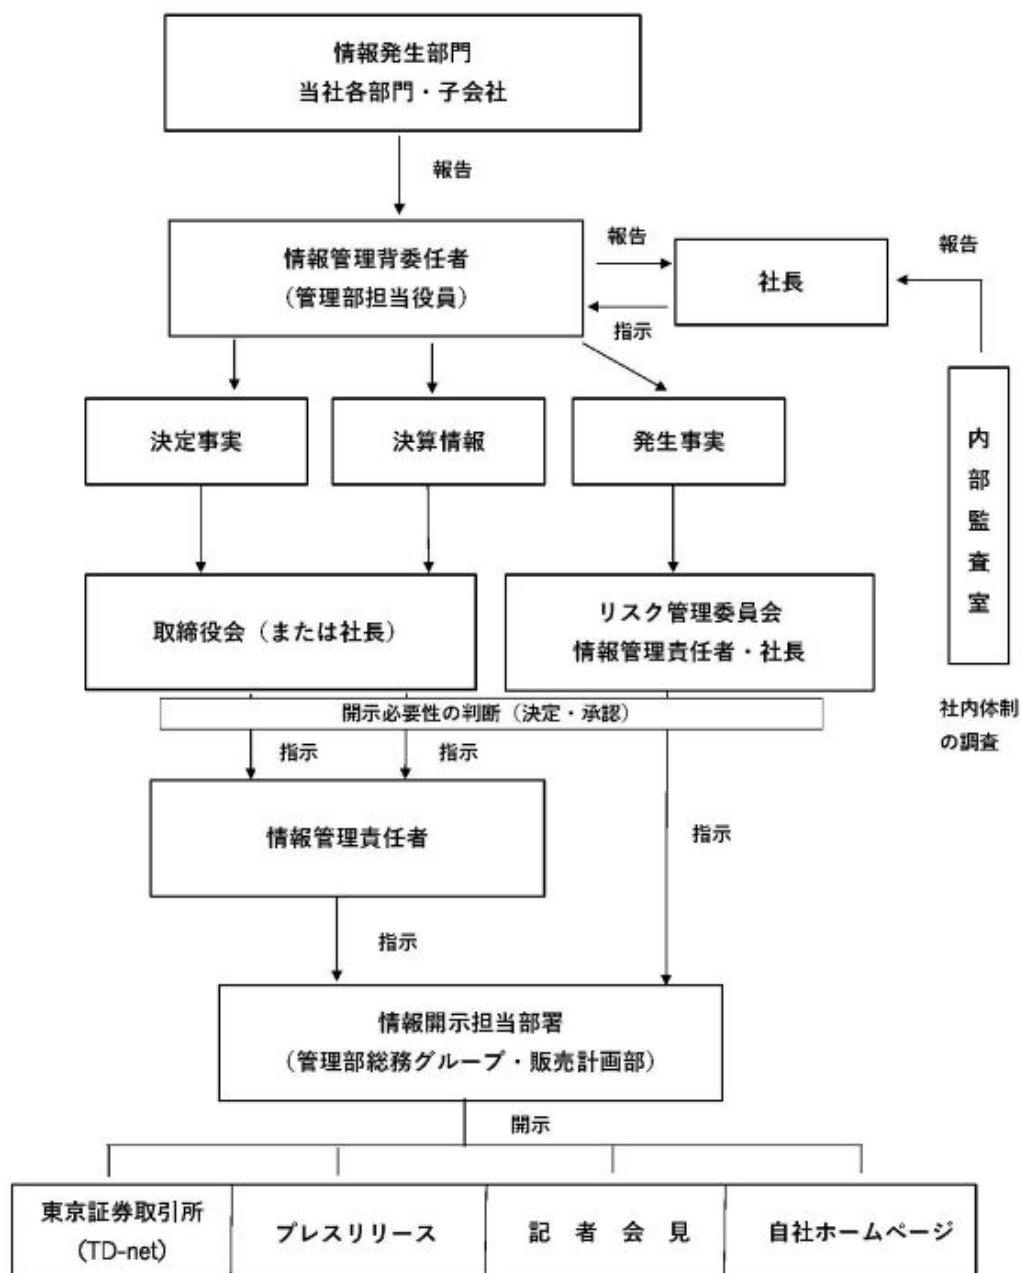 情報発生部門
当社各部門・子会社
報告
情報管理背委任者
（管理部担当役員）
報告
社長
報告
指示
決定事実
決算情報
発生事実
内部監査室
取締役会（または社長）
リスク管理委員会
情報管理責任者・社長
開示必要性の判断（決定・承認）
社内体制
の調査
指示
指示
情報管理責任者
指示
指示
情報開示担当部署
（管理部総務グループ・販売計画部）
開示
東京証券取引所
(TD-net)
プレスリリース
記 者 会 見
自社ホームページ